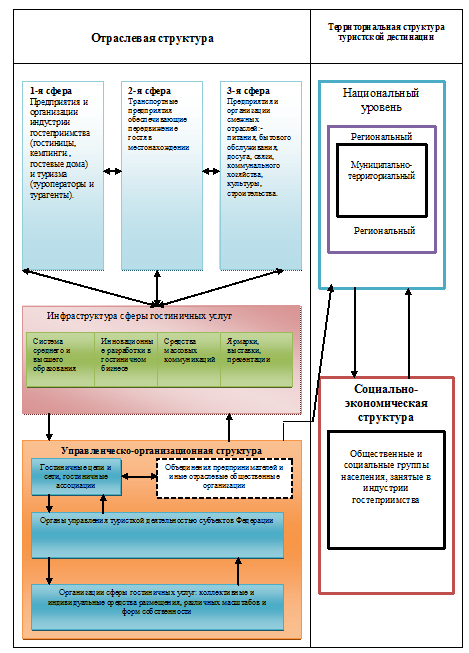 Отраслевая структура
Территориальная структура
туристской дестинации
1-я сфера
Предприятия и
организации
индустрии
гостеприимства
(гостиницы,
кемпинги,
гостевые дома)
и туризма
(туроператоры и
турагенты).
2-я сфера
Транспортные
предприятия
обеспечивающие
передвижение
гостя в
местонахождении
3-я сфера
Предприятия и
организации
смежных
отраслей:-
питания, бытового
обслуживания,
досуга, связи,
коммунального
хозяйства,
культуры,
строительства.
Национальный
уровень
Региональный
Муниципально-
территориальный
Региональный
Инфраструктура сферы гостиничных услуг
Система
среднего и
высшего
образования
Инновационны
е разработки в
гостиничном
бизнесе
Средства
массовых
коммуникаций
Ярмарки,
выставки,
презентации
Социально-
экономическая
структура
Общественные и
социальные группы
населения, занятые в
индустрии
гостеприимства
Управленческо-организационная структура
Гостиничные цепи и
сети, гостиничные
ассоциации
Объединения предпринимателей и
иные отраслевые общественные
организации
Органы управления туристкой деятельностью субъектов Федерации
Организации сферы гостиничных услуг: коллективные и
индивидуальные средства размещения, различных масштабов и
форм собственности